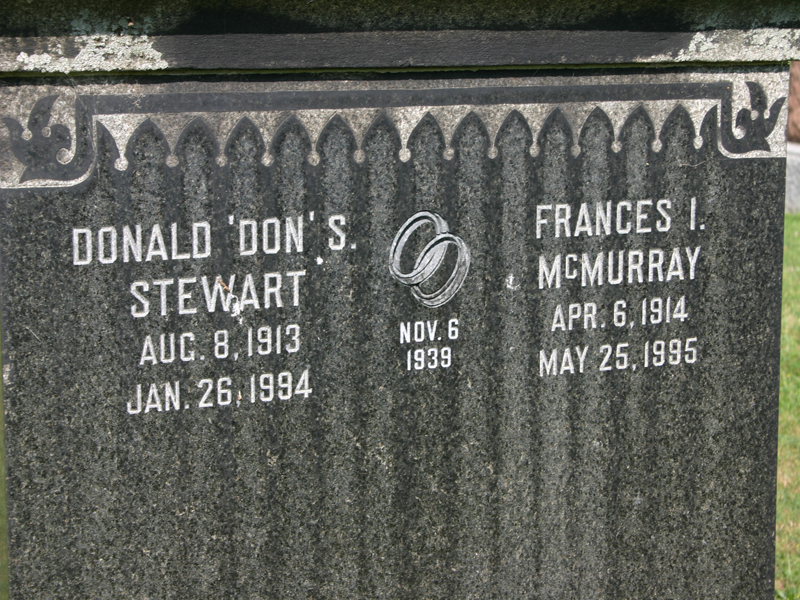 DONALD 'DON' S.
STEWART
AUG. 8, 1913
JAN. 26, 1994
NOV. 6
1939
FRANCES I.
McMURRAY
APR. 6, 1914
MAY 25, 1995